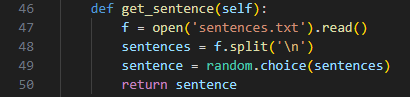 46 def get_sentence(self):
47 f = open('sentences.txt').read()
48 sentences = f.split('\n')
49 sentence = random.choice(sentences)
50 return sentence